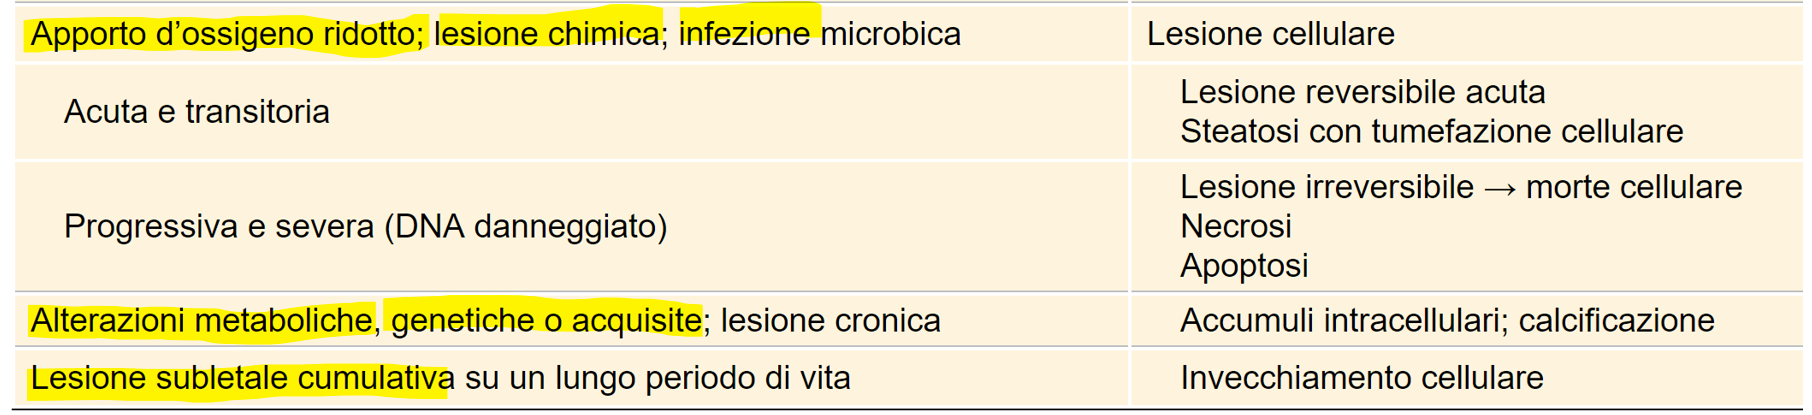 Apporto d’ossigeno ridotto; lesione chimica; infezione microbica
Lesione cellulare
Acuta e transitoria
Lesione reversibile acuta
Steatosi con tumefazione cellulare
Progressiva e severa (DNA danneggiato)
Lesione irreversibile → morte cellulare
Necrosi
Apoptosi
Alterazioni metaboliche, genetiche o acquisite; lesione cronica
Accumuli intracellulari; calcificazione
Lesione subletale cumulativa su un lungo periodo di vita
Invecchiamento cellulare